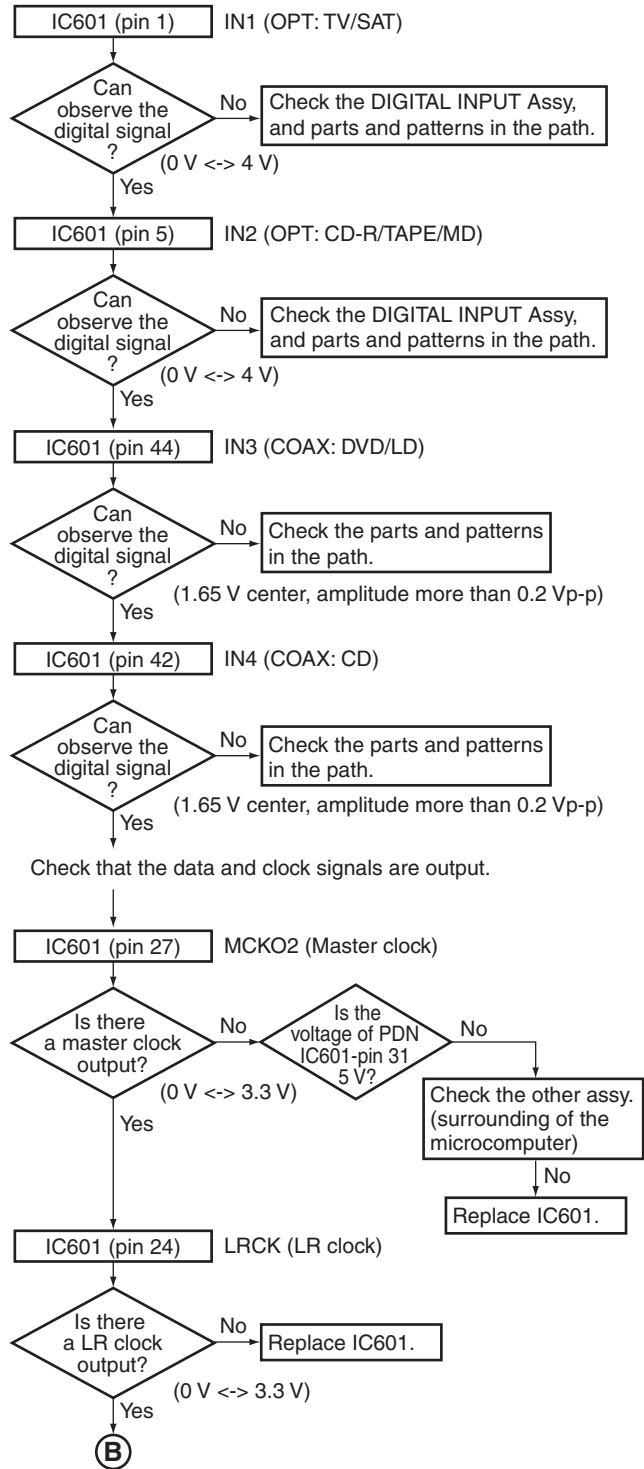 IC601 (pin 1)
IN1 (OPT: TV/SAT)
Can
observe the
digital signal
?
No
Check the DIGITAL INPUT Assy,
and parts and patterns in the path.
(0 V <-> 4 V)
Yes
IC601 (pin 5)
IN2 (OPT: CD-R/TAPE/MD)
Can
observe the
digital signal
?
No
Check the DIGITAL INPUT Assy,
and parts and patterns in the path.
(0 V <-> 4 V)
Yes
IC601 (pin 44)
IN3 (COAX: DVD/LD)
Can
observe the
digital signal
?
No
Check the parts and patterns
in the path.
(1.65 V center, amplitude more than 0.2 Vp-p)
Yes
IC601 (pin 42)
IN4 (COAX: CD)
Can
observe the
digital signal
?
No
Check the parts and patterns
in the path.
(1.65 V center, amplitude more than 0.2 Vp-p)
Yes
Check that the data and clock signals are output.
IC601 (pin 27)
MCKO2 (Master clock)
Is there
a master clock
output?
No
Is the
voltage of PDN
IC601-pin 31
5 V?
No
(0 V <-> 3.3 V)
Yes
Check the other assy.
(surrounding of the
microcomputer)
No
Replace IC601.
IC601 (pin 24)
LRCK (LR clock)
Is there
a LR clock
output?
No
Replace IC601.
(0 V <-> 3.3 V)
Yes
B